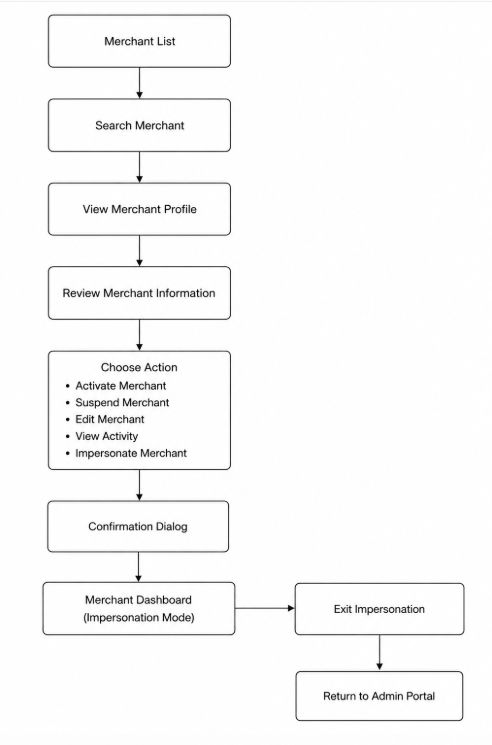 Merchant List
Search Merchant
View Merchant Profile
Review Merchant Information
Choose Action
• Activate Merchant
• Suspend Merchant
• Edit Merchant
• View Activity
• Impersonate Merchant
Confirmation Dialog
Merchant Dashboard
(Impersonation Mode)
Exit Impersonation
Return to Admin Portal